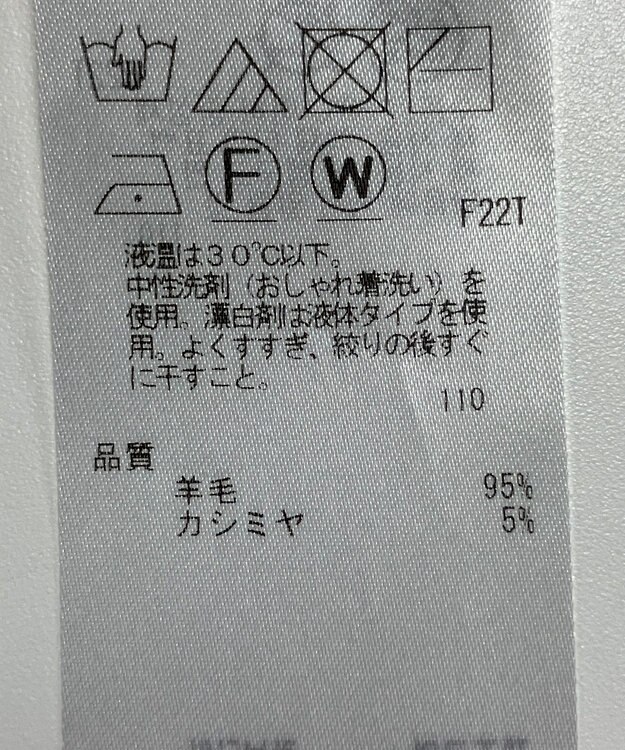 F W F22T
液温は30℃以下。
中性洗剤(おしゃれ着洗い)を
使用。漂白剤は液体タイプを使
用。よくすすぎ、絞りの後すぐ
に干すこと。
110
品質
羊毛 95%
カシミヤ 5%